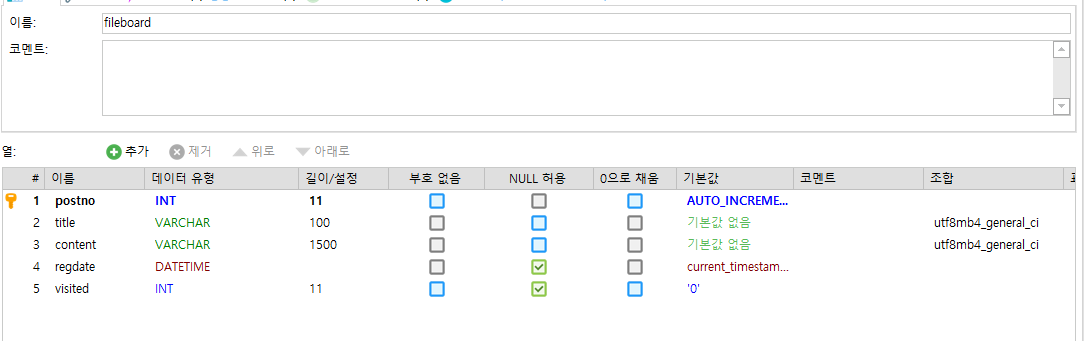 이름: fileboard
코멘트:
열: 추가 제거 위로 아래로
# 이름 데이터 유형 길이/설정 부호 없음 NULL 허용 0으로 채움 기본값 코멘트 조합
1 postno INT 11 AUTO_INCREME...
2 title VARCHAR 100 기본값 없음 utf8mb4_general_ci
3 content VARCHAR 1500 기본값 없음 utf8mb4_general_ci
4 regdate DATETIME current_timestam...
5 visited INT 11 '0'